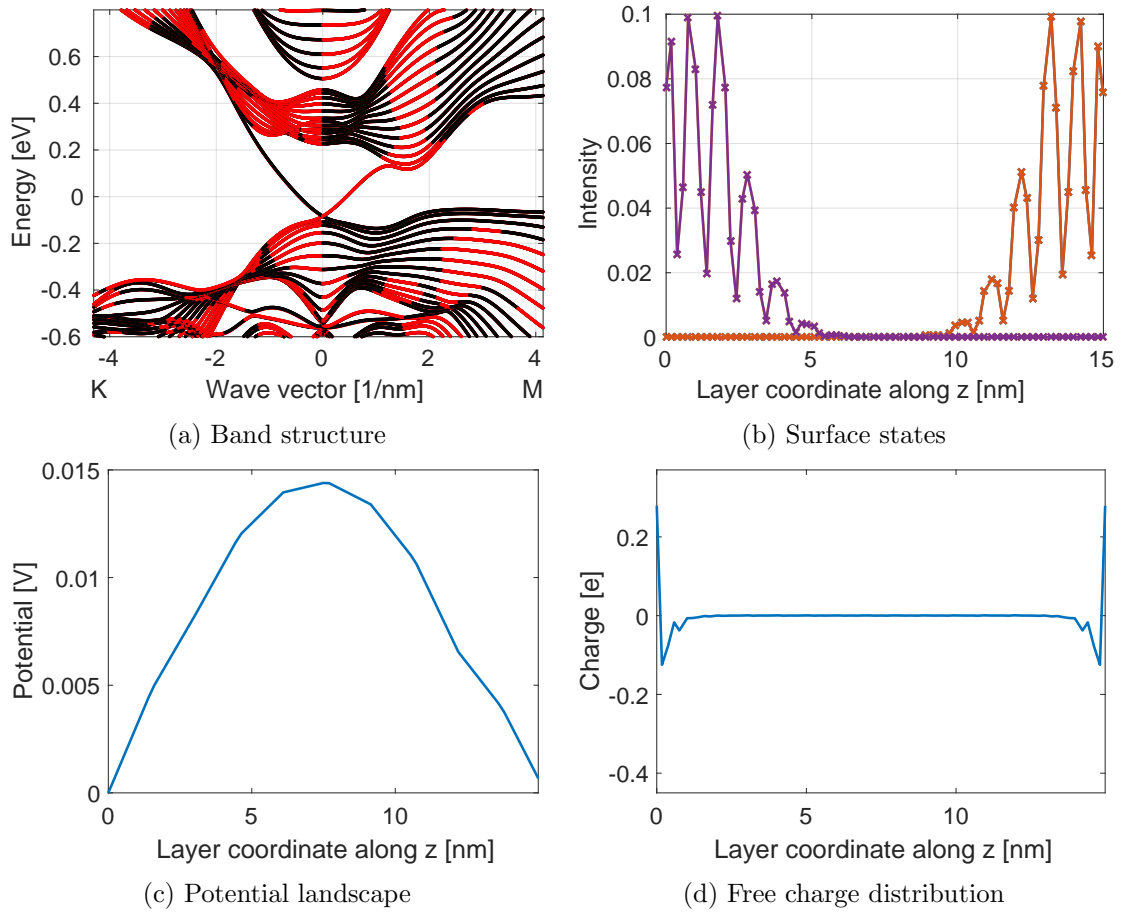 0.6
0.4
0.2
0
-0.2
-0.4
-0.6
Energy [eV]
-4 -2 0 2 4
K Wave vector [1/nm] M
(a) Band structure
0.1
0.08
0.06
0.04
0.02
0
Intensity
0 5 10 15
Layer coordinate along z [nm]
(b) Surface states
0.015
0.01
0.005
0
Potential [V]
0 5 10
Layer coordinate along z [nm]
(c) Potential landscape
0.2
0
-0.2
-0.4
Charge [e]
0 5 10
Layer coordinate along z [nm]
(d) Free charge distribution